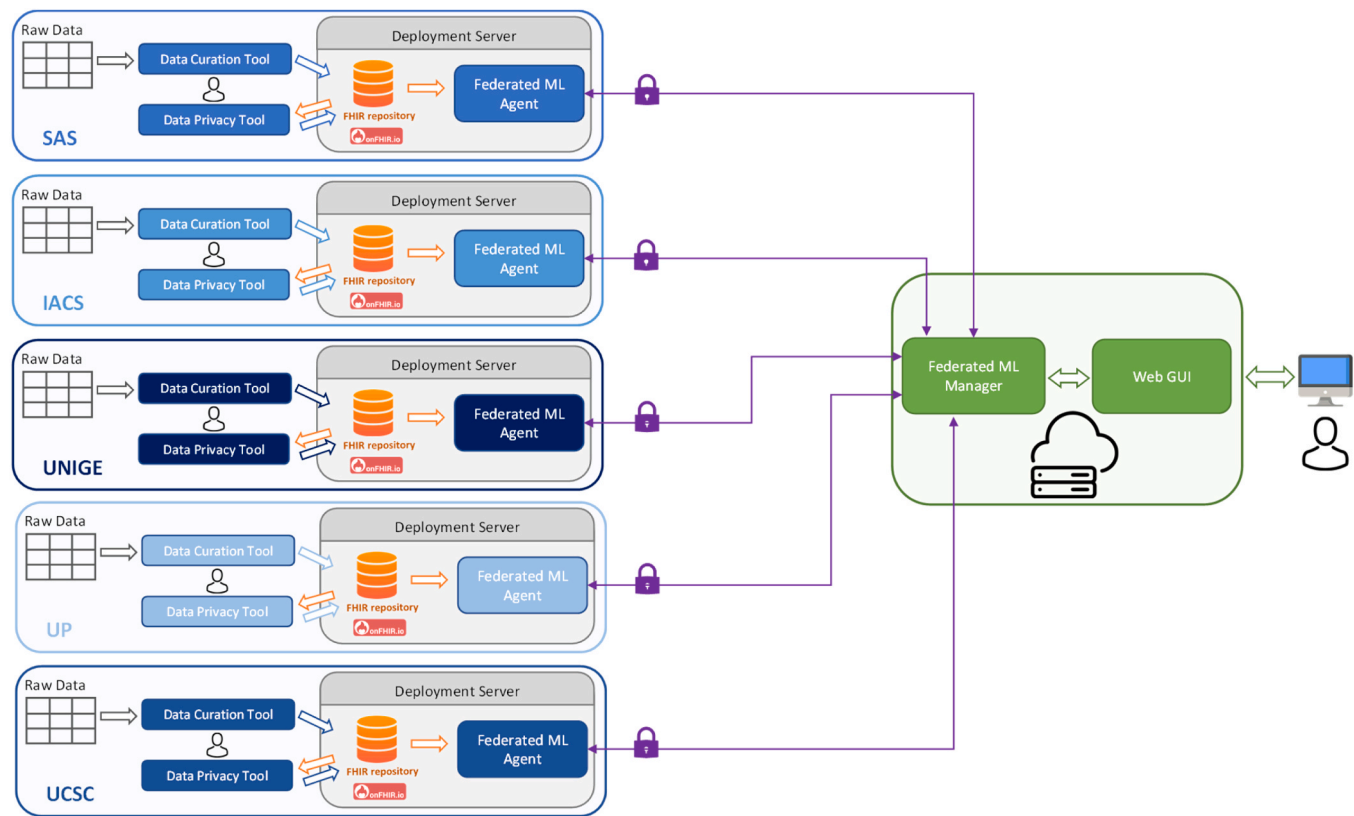 Raw Data
Deployment Server
Data Curation Tool
Federated ML
Agent
Data Privacy Tool
FHIR repository
onFHIR.io
SAS
Raw Data
Deployment Server
Data Curation Tool
Federated ML
Agent
Data Privacy Tool
FHIR repository
onFHIR.io
IACS
Raw Data
Deployment Server
Data Curation Tool
Federated ML
Agent
Data Privacy Tool
FHIR repository
onFHIR.io
UNIGE
Raw Data
Deployment Server
Data Curation Tool
Federated ML
Agent
Data Privacy Tool
FHIR repository
onFHIR.io
UP
Raw Data
Deployment Server
Data Curation Tool
Federated ML
Agent
Data Privacy Tool
FHIR repository
onFHIR.io
UCSC
Federated ML
Manager
Web GUI